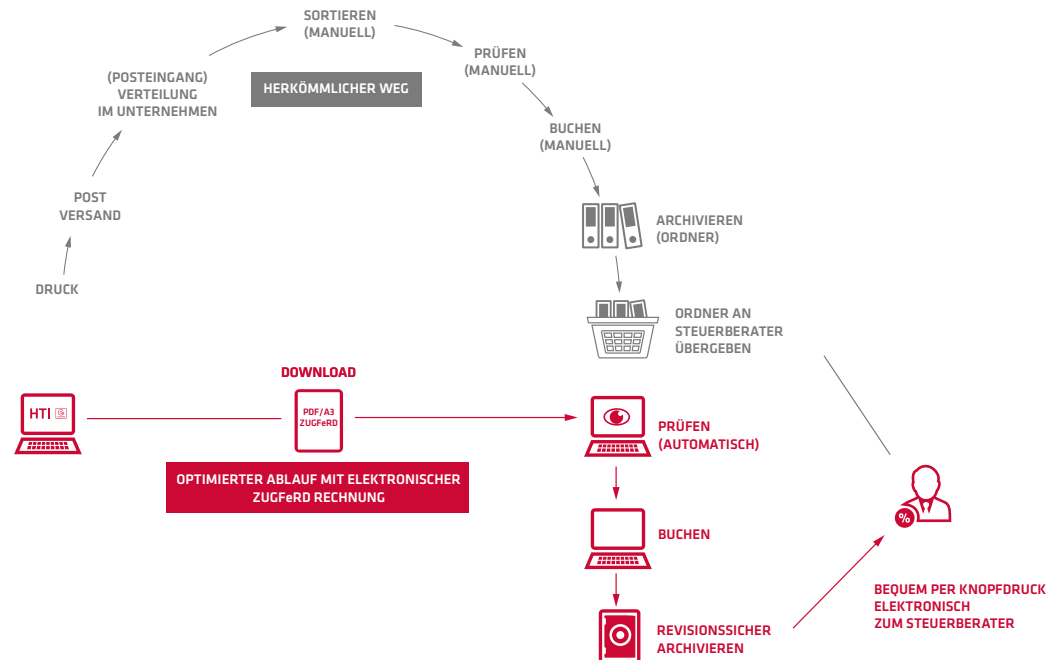 SORTIEREN
(MANUELL)
PRÜFEN
(MANUELL)
(POSTEINGANG)
VERTEILUNG
IM UNTERNEHMEN
HERKÖMMLICHER WEG
BUCHEN
(MANUELL)
POST
VERSAND
ARCHIVIEREN
(ORDNER)
DRUCK
ORDNER AN
STEUERBERATER
ÜBERGEBEN
DOWNLOAD
HTI
PDF/A3
ZUGFeRD
PRÜFEN
(AUTOMATISCH)
OPTIMIERTER ABLAUF MIT ELEKTRONISCHER
ZUGFeRD RECHNUNG
%
BUCHEN
BEQUEM PER KNOPFDRUCK
ELEKTRONISCH
ZUM STEUERBERATER
REVISIONSSICHER
ARCHIVIEREN